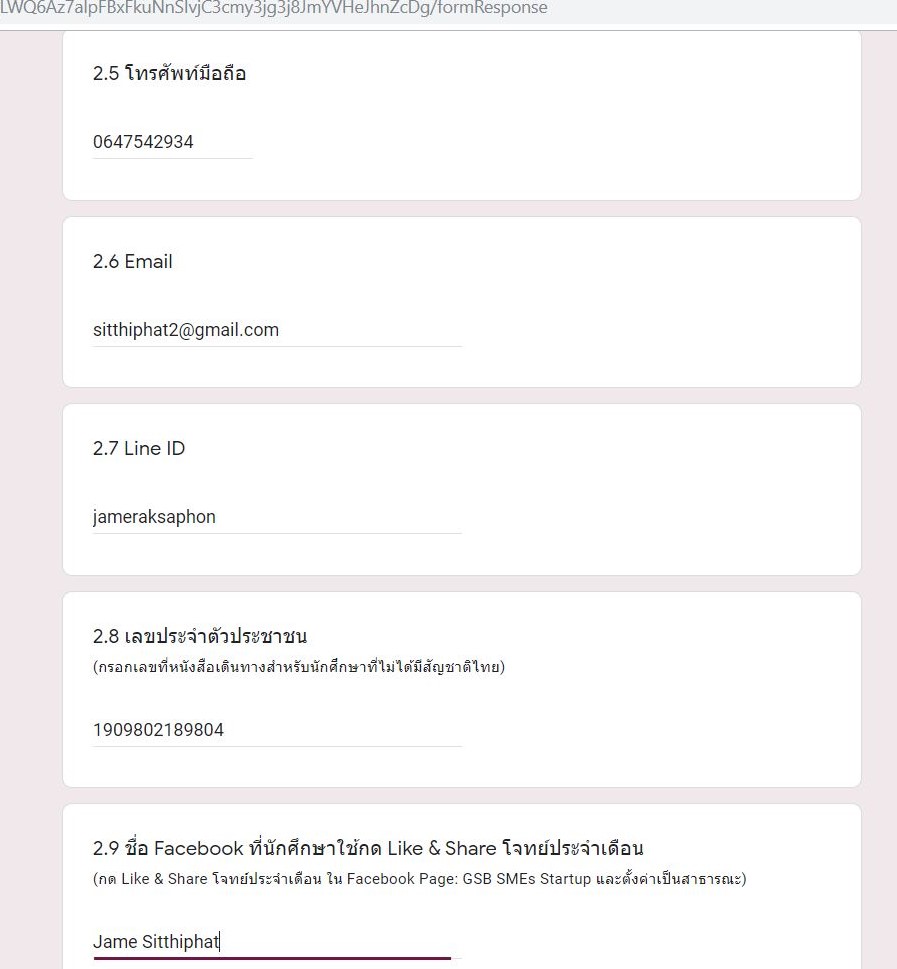 LWQ6Az7alpFBxFkuNnSlvjC3cmy3jg3j8JmYVHeJhnZcDg/formResponse
2.5 โทรศัพท์มือถือ
0647542934
2.6 Email
sitthiphat2@gmail.com
2.7 Line ID
jameraksaphon
2.8 เลขประจำตัวประชาชน
(กรอกเลขที่หนังสือเดินทางสำหรับนักศึกษาที่ไม่ได้มีสัญชาติไทย)
1909802189804
2.9 ชื่อ Facebook ที่นักศึกษาใช้กด Like & Share โจทย์ประจำเดือน
(กด Like & Share โจทย์ประจำเดือน ใน Facebook Page: GSB SMEs Startup และตั้งค่าเป็นสาธารณะ)
Jame Sitthiphat